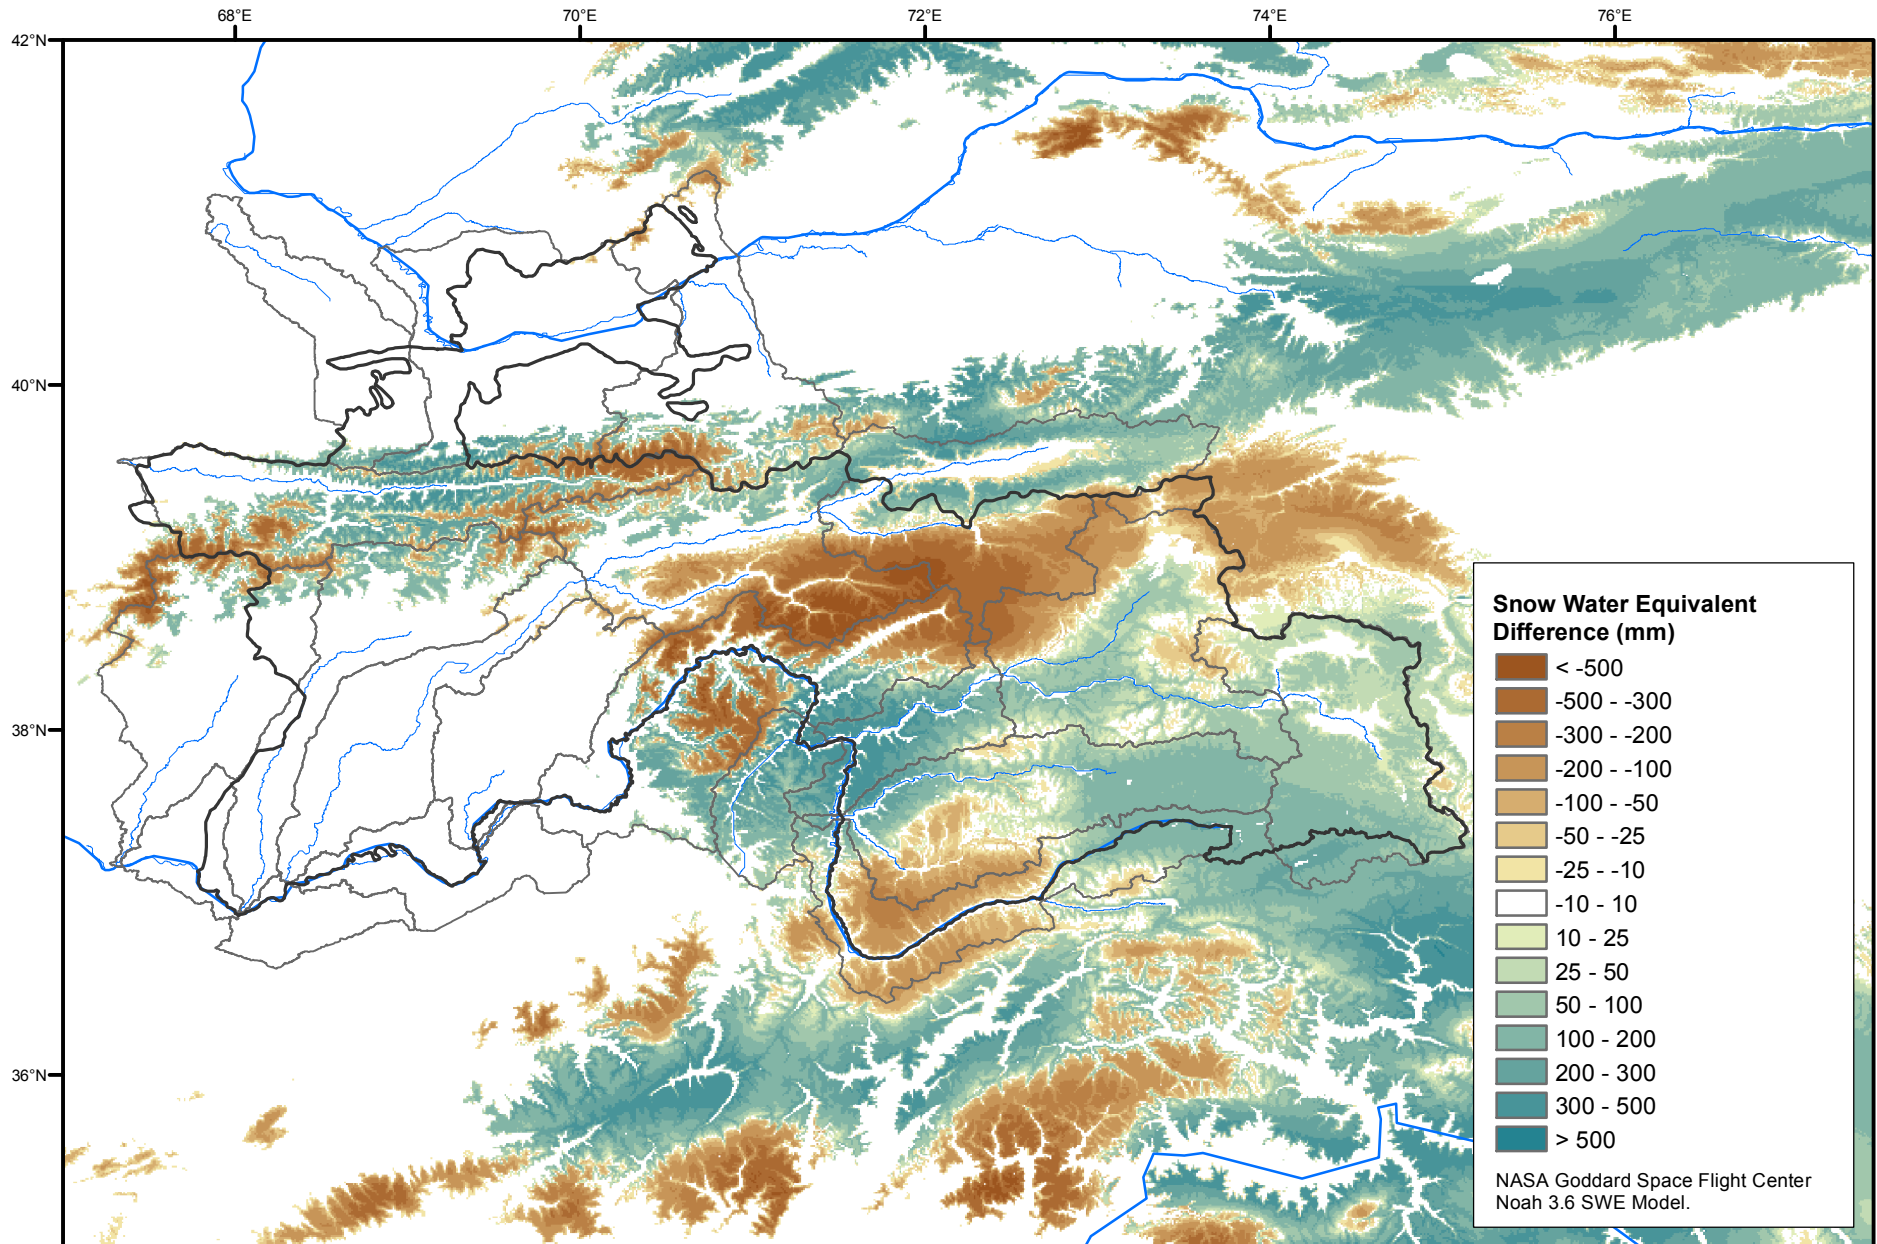 68°E
70°E
72°E
74°E
76°E
42°N
40°N
38°N
36°N
Snow Water Equivalent
Difference (mm)
< -500
-500 - -300
-300 - -200
-200 - -100
-100 - -50
-50 - -25
-25 - -10
-10 - 10
10 - 25
25 - 50
50 - 100
100 - 200
200 - 300
300 - 500
> 500
NASA Goddard Space Flight Center
Noah 3.6 SWE Model.